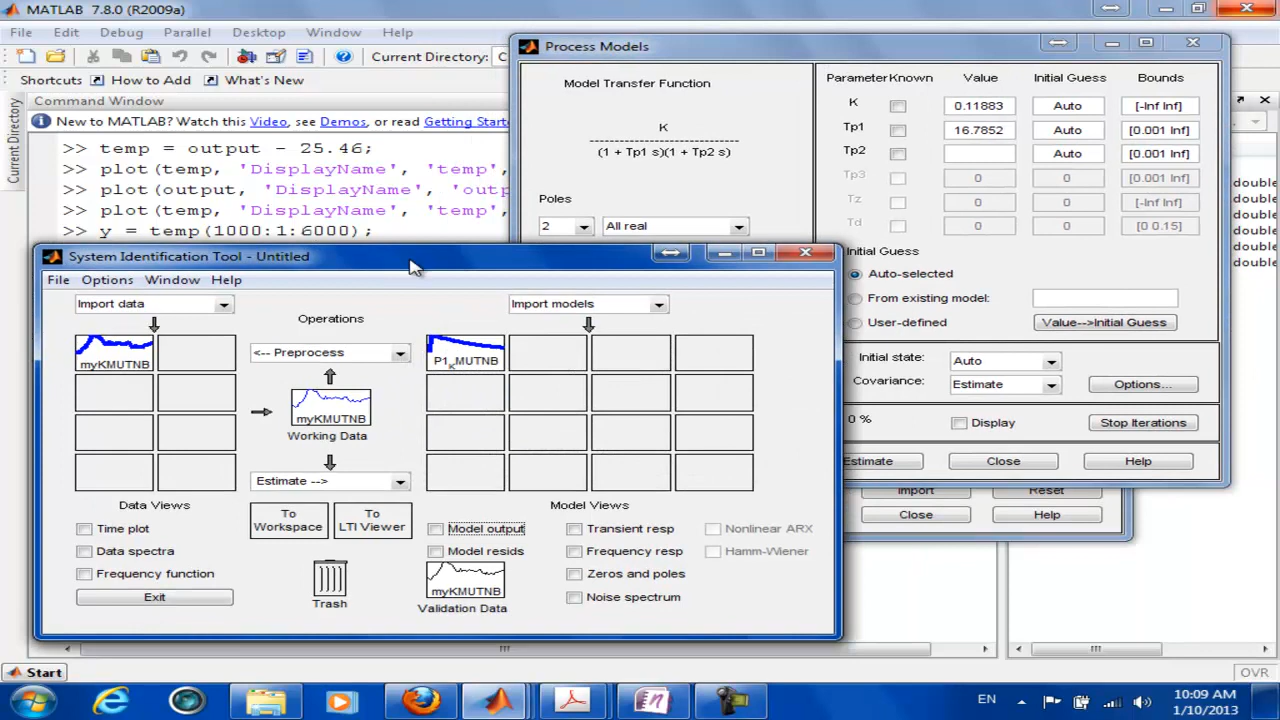 MATLAB 7.8.0 (R2009a)
File Edit Debug Parallel Desktop Window Help
Current Directory: C
Shortcuts How to Add What's New
Current Directory
Command Window
New to MATLAB? Watch this Video, see Demos, or read Getting Starte
>> temp = output - 25.46;
>> plot(temp, 'DisplayName', 'temp',
>> plot(output, 'DisplayName', 'outp
>> plot(temp, 'DisplayName', 'temp',
>> y = temp(1000:1:6000);
Process Models
Model Transfer Function
K
(1 + Tp1 s)(1 + Tp2 s)
Poles
2 All real
Parameter Known Value Initial Guess Bounds
K 0.11883 Auto [-Inf Inf]
Tp1 16.7852 Auto [0.001 Inf]
Tp2 Auto [0.001 Inf]
Tp3 0 0 [0.001 Inf]
Tz 0 0 [-Inf Inf]
Td 0 0 [0 0.15]
Initial Guess
Auto-selected
From existing model:
User-defined Value-->Initial Guess
Initial state: Auto
Covariance: Estimate Options...
0 % Display Stop Iterations
Estimate Close Help
Import Reset
Close Help
double
double
double
double
double
double
System Identification Tool - Untitled
File Options Window Help
Import data Import models
Operations
<-- Preprocess
myKMUTNB
P1KMUTNB
myKMUTNB
Working Data
Estimate -->
Data Views
To Workspace
To LTI Viewer
Model Views
Time plot Model output Transient resp Nonlinear ARX
Data spectra Model resids Frequency resp Hamm-Wiener
Frequency function Zeros and poles
Exit Noise spectrum
Trash
myKMUTNB
Validation Data
Start OVR
EN 10:09 AM
1/10/2013